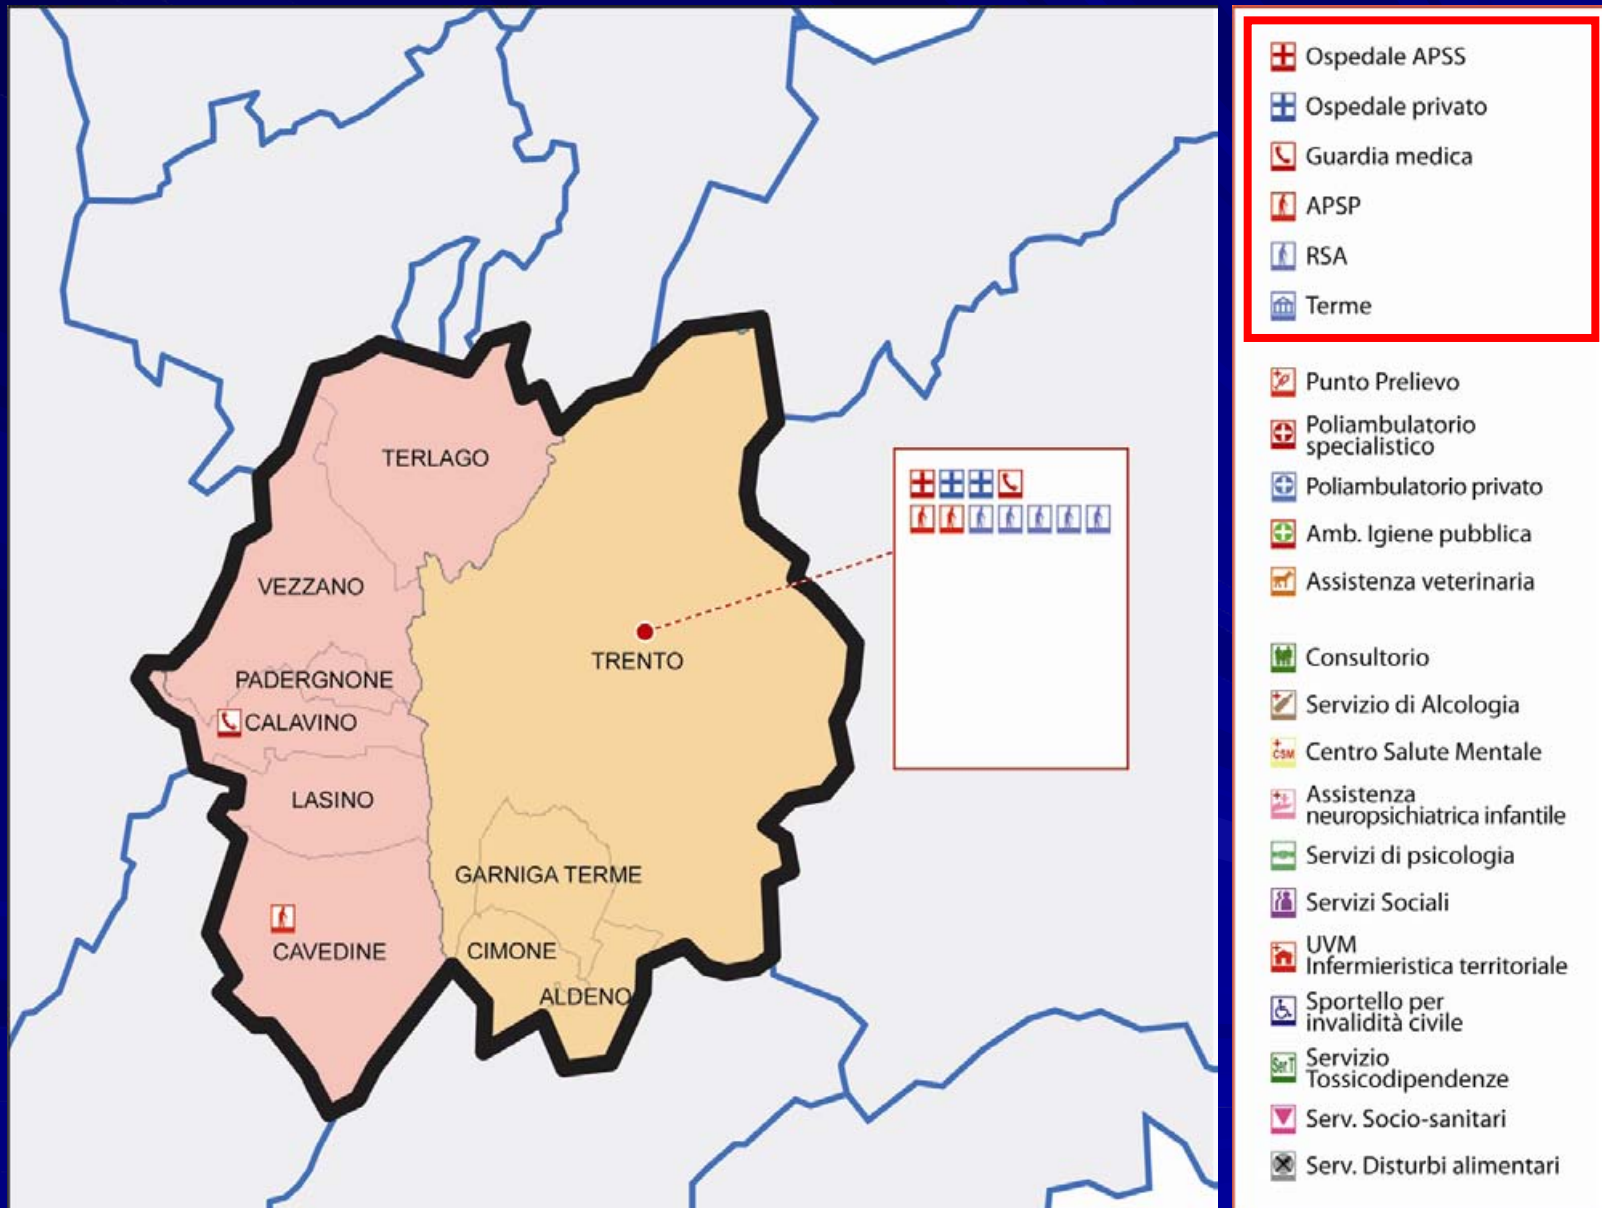 TERLAGO
VEZZANO
PADERGNONE
CALAVINO
LASINO
CAVEDINE
TRENTO
GARNIGA TERME
CIMONE
ALDENO
Ospedale APSS
Ospedale privato
Guardia medica
APSP
RSA
Terme
Punto Prelievo
Poliambulatorio
specialistico
Poliambulatorio privato
Amb. Igiene pubblica
Assistenza veterinaria
Consultorio
Servizio di Alcologia
CSM Centro Salute Mentale
Assistenza
neuropsichiatrica infantile
Servizi di psicologia
Servizi Sociali
UVM
Infermieristica territoriale
Sportello per
invalidità civile
Ser.T Servizio
Tossicodipendenze
Serv. Socio-sanitari
Serv. Disturbi alimentari